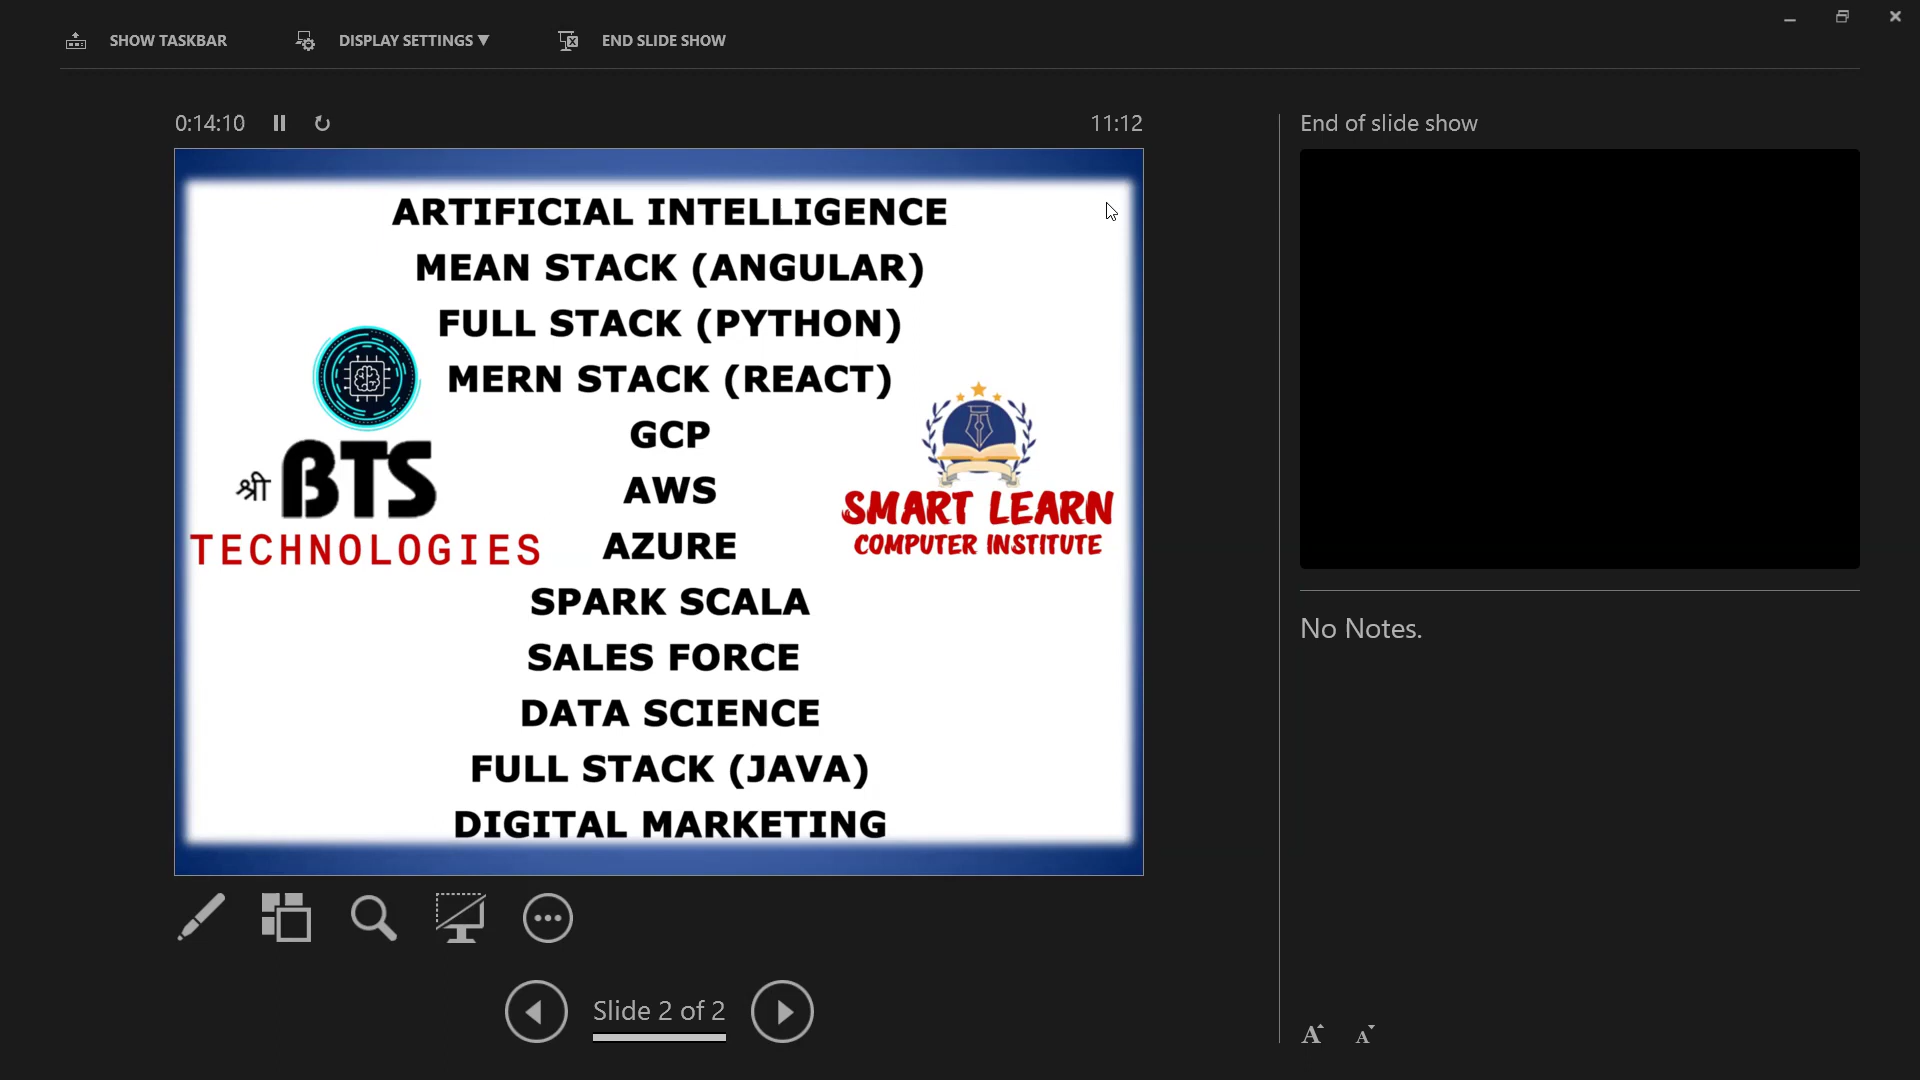 SHOW TASKBAR
DISPLAY SETTINGS ▼
END SLIDE SHOW
0:14:10
11:12
End of slide show
ARTIFICIAL INTELLIGENCE
MEAN STACK (ANGULAR)
FULL STACK (PYTHON)
MERN STACK (REACT)
GCP
AWS
AZURE
SPARK SCALA
SALES FORCE
DATA SCIENCE
FULL STACK (JAVA)
DIGITAL MARKETING
श्री BTS
TECHNOLOGIES
SMART LEARN
COMPUTER INSTITUTE
No Notes.
Slide 2 of 2
A A